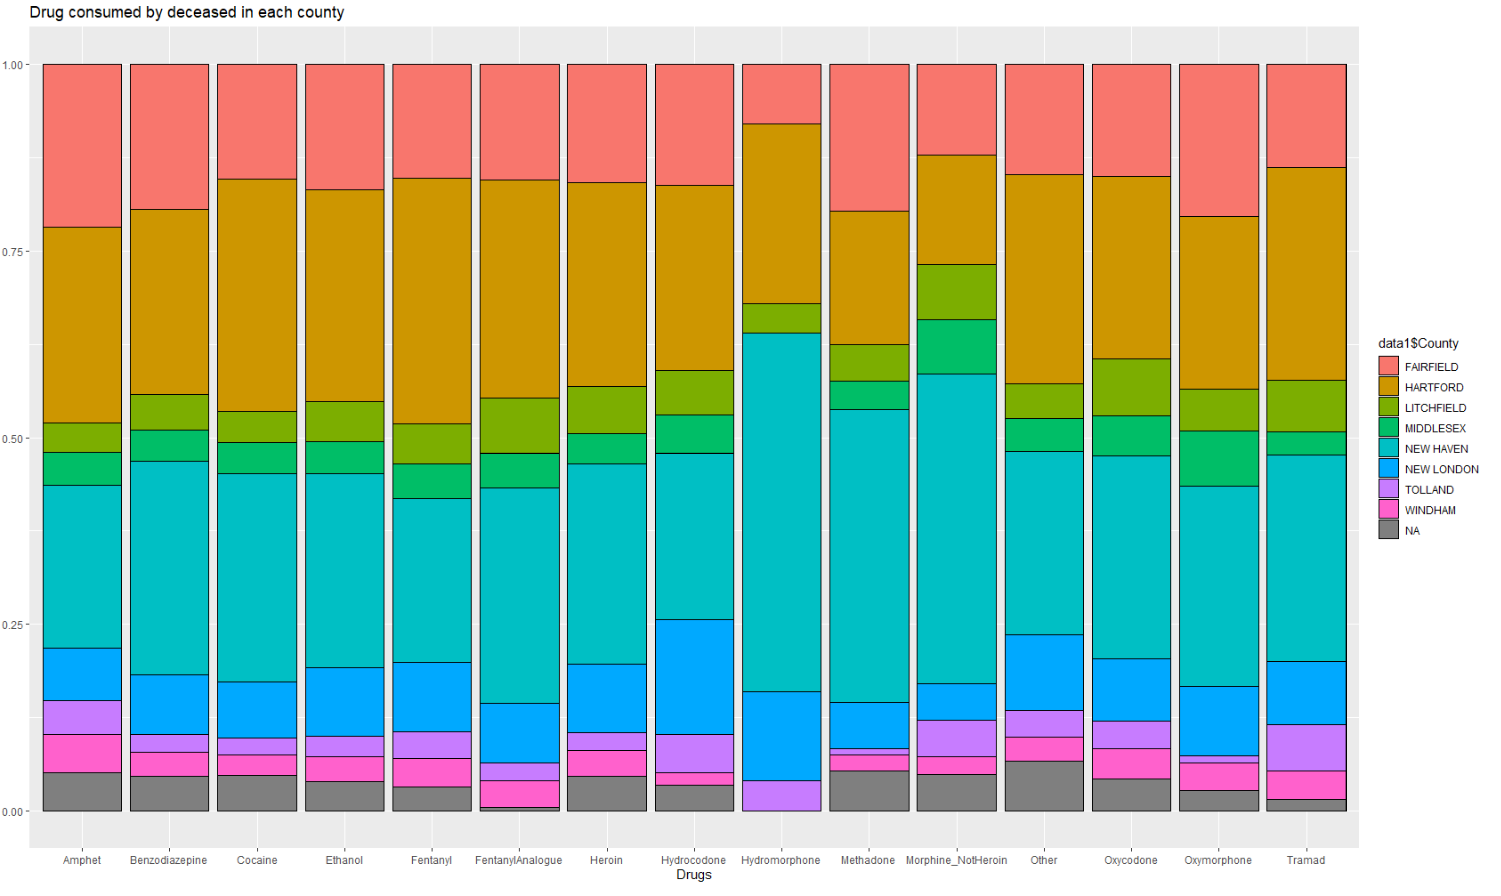 Drug consumed by deceased in each county
1.00
0.75
0.50
0.25
0.00
Amphet Benzodiazepine Cocaine Ethanol Fentanyl FentanylAnalogue Heroin Hydrocodone Hydromorphone Methadone Morphine_NotHeroin Other Oxycodone Oxymorphone Tramad
Drugs
data1$County
FAIRFIELD
HARTFORD
LITCHFIELD
MIDDLESEX
NEW HAVEN
NEW LONDON
TOLLAND
WINDHAM
NA